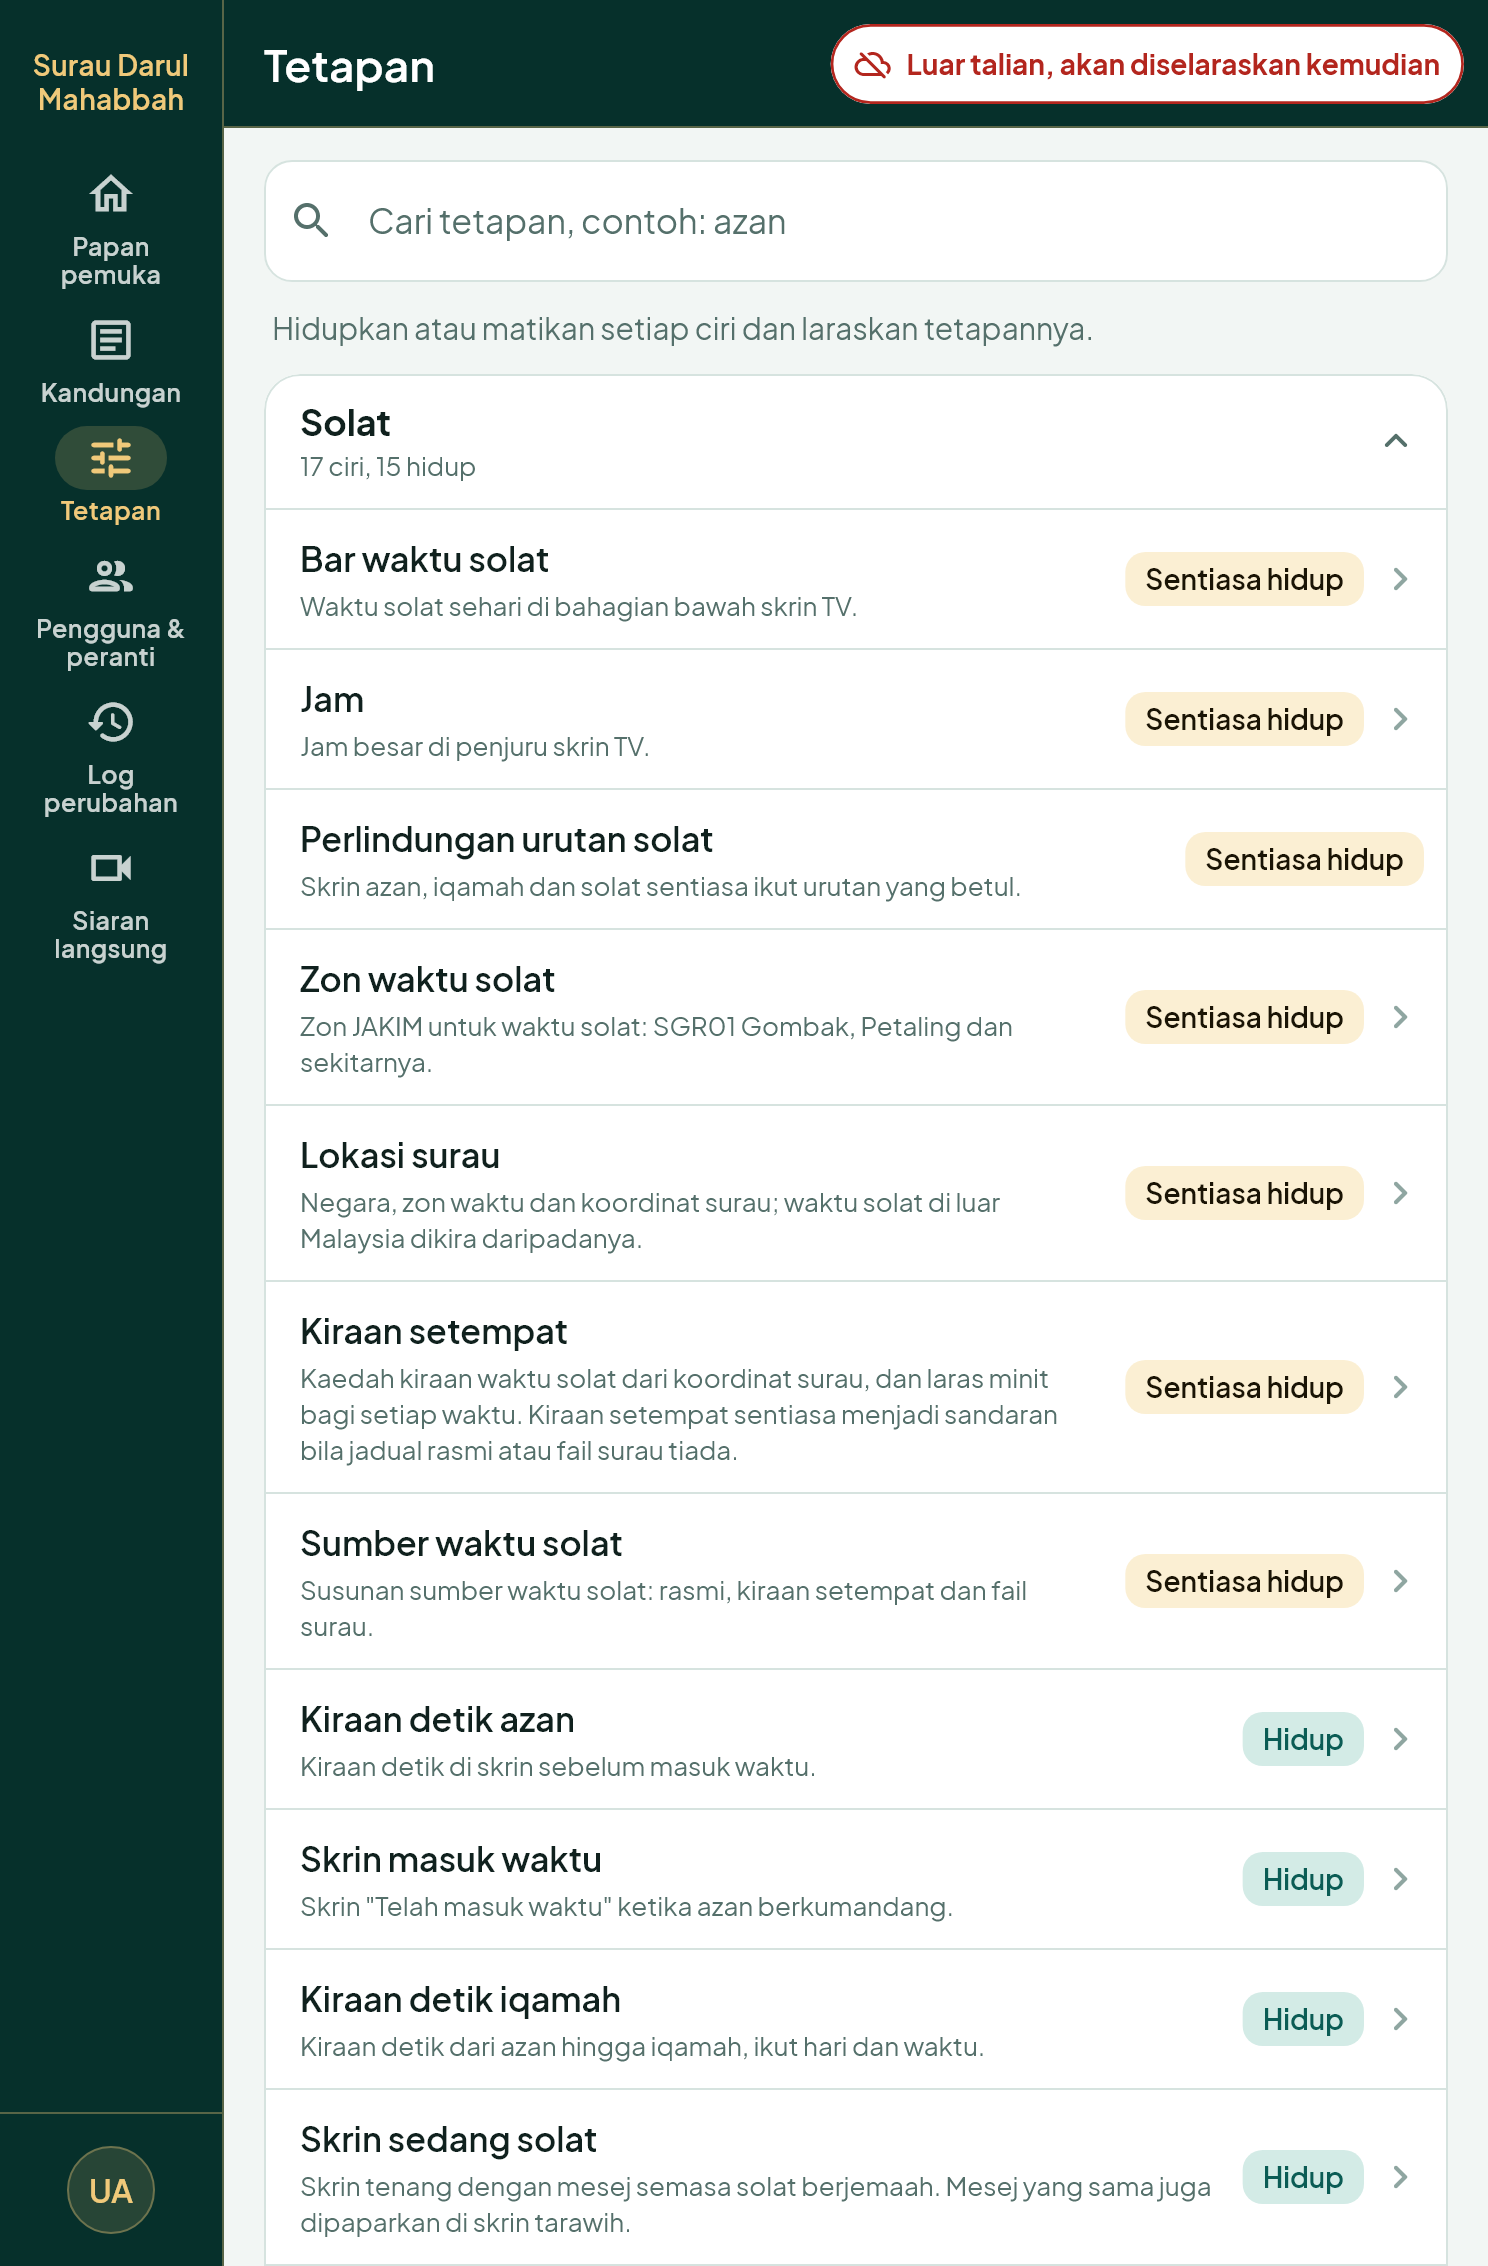 Surau Darul
Mahabbah
Papan
pemuka
Kandungan
Tetapan
Pengguna &
peranti
Log
perubahan
Siaran
langsung
UA
Tetapan
Luar talian, akan diselaraskan kemudian
Cari tetapan, contoh: azan
Hidupkan atau matikan setiap ciri dan laraskan tetapannya.
Solat
17 ciri, 15 hidup
Bar waktu solat
Waktu solat sehari di bahagian bawah skrin TV.
Sentiasa hidup
Jam
Jam besar di penjuru skrin TV.
Sentiasa hidup
Perlindungan urutan solat
Skrin azan, iqamah dan solat sentiasa ikut urutan yang betul.
Sentiasa hidup
Zon waktu solat
Zon JAKIM untuk waktu solat: SGR01 Gombak, Petaling dan
sekitarnya.
Sentiasa hidup
Lokasi surau
Negara, zon waktu dan koordinat surau; waktu solat di luar
Malaysia dikira daripadanya.
Sentiasa hidup
Kiraan setempat
Kaedah kiraan waktu solat dari koordinat surau, dan laras minit
bagi setiap waktu. Kiraan setempat sentiasa menjadi sandaran
bila jadual rasmi atau fail surau tiada.
Sentiasa hidup
Sumber waktu solat
Susunan sumber waktu solat: rasmi, kiraan setempat dan fail
surau.
Sentiasa hidup
Kiraan detik azan
Kiraan detik di skrin sebelum masuk waktu.
Hidup
Skrin masuk waktu
Skrin "Telah masuk waktu" ketika azan berkumandang.
Hidup
Kiraan detik iqamah
Kiraan detik dari azan hingga iqamah, ikut hari dan waktu.
Hidup
Skrin sedang solat
Skrin tenang dengan mesej semasa solat berjemaah. Mesej yang sama juga
dipaparkan di skrin tarawih.
Hidup